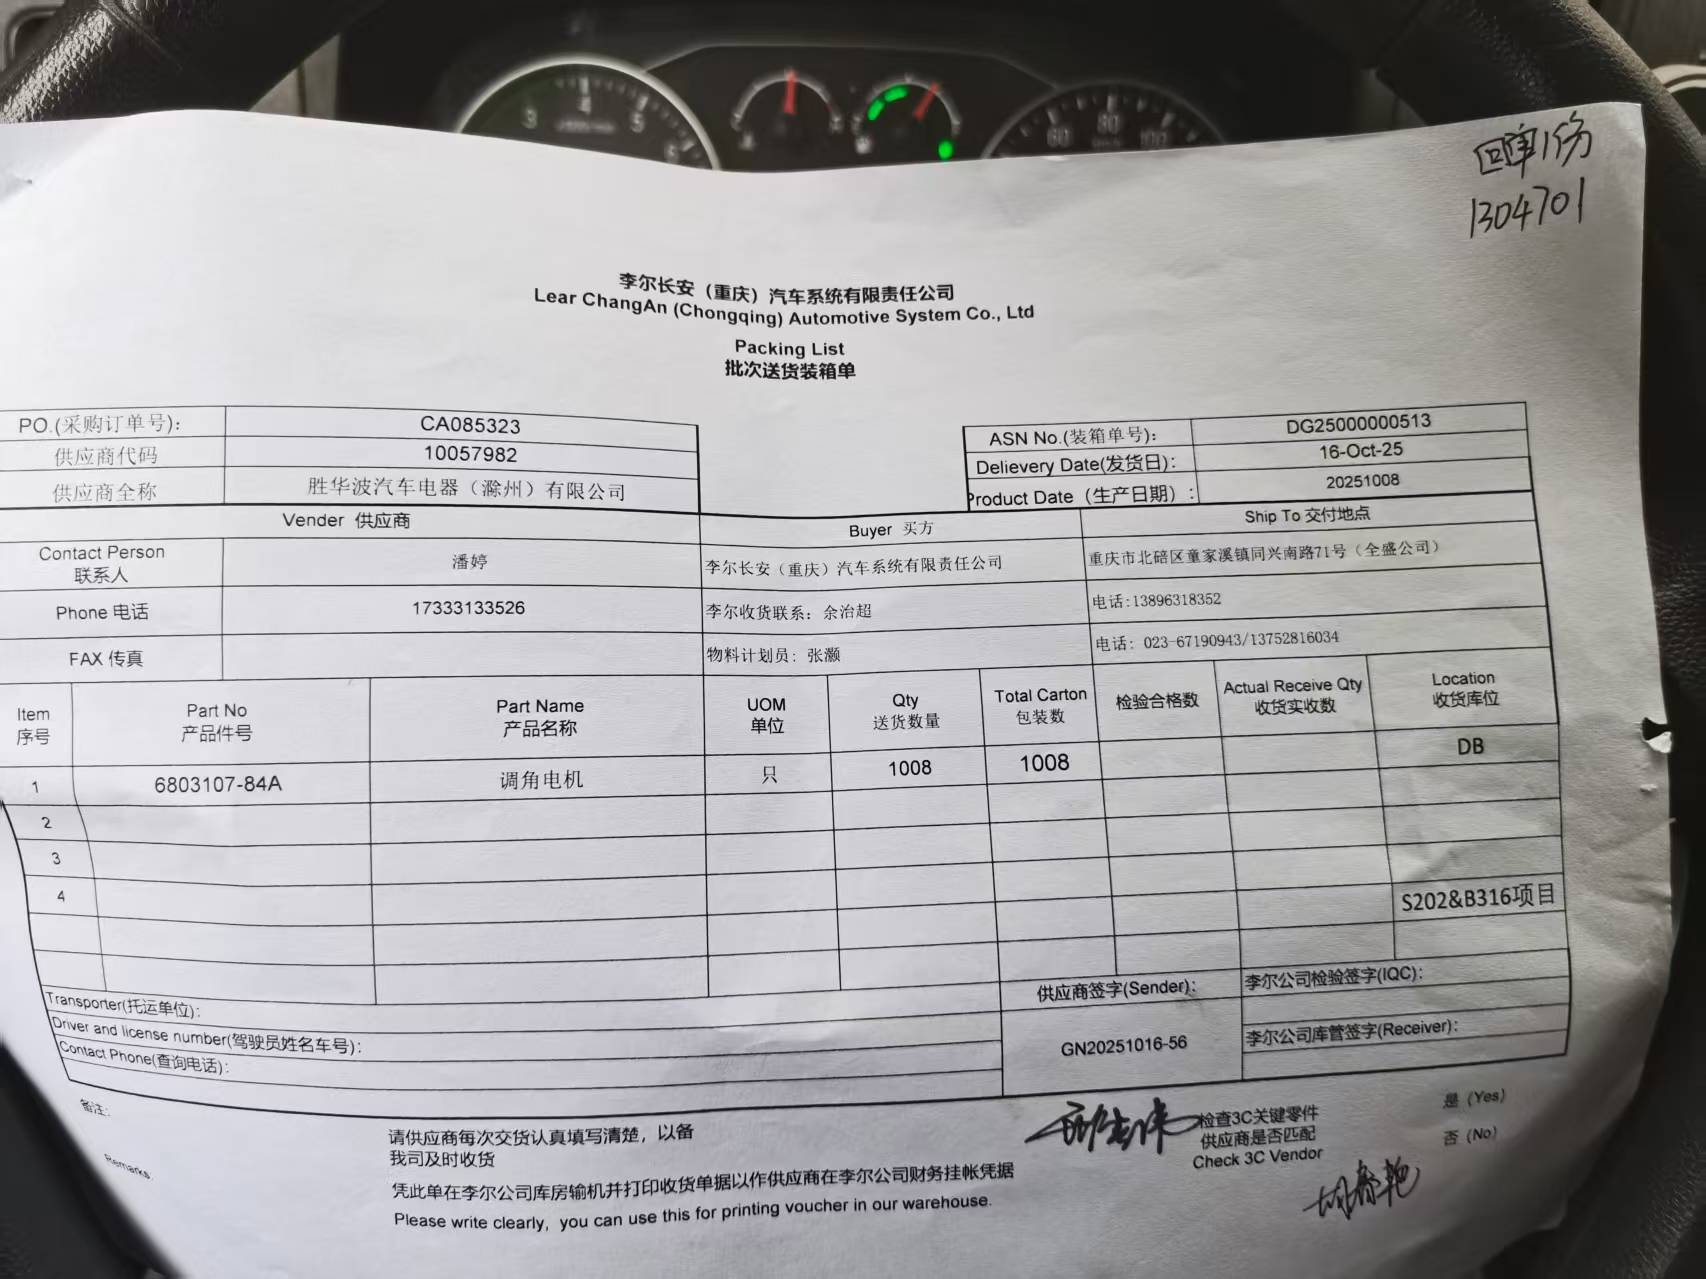 回单1份
1304701
李尔长安（重庆）汽车系统有限责任公司
Lear ChangAn (Chongqing) Automotive System Co., Ltd
Packing List
批次送货装箱单
PO.(采购订单号)： CA085323
供应商代码 10057982
供应商全称 胜华波汽车电器（滁州）有限公司
ASN No.(装箱单号)： DG25000000513
Delievery Date(发货日)： 16-Oct-25
Product Date（生产日期）： 20251008
Vender 供应商 Buyer 买方 Ship To 交付地点
Contact Person 联系人 潘婷 李尔长安（重庆）汽车系统有限责任公司 重庆市北碚区童家溪镇同兴南路71号（全盛公司）
Phone 电话 17333133526 李尔收货联系：余治超 电话:13896318352
FAX 传真 物料计划员：张灏 电话：023-67190943/13752816034
Item Part No Part Name UOM Qty Total Carton 检验合格数 Actual Receive Qty Location
序号 产品件号 产品名称 单位 送货数量 包装数 收货实收数 收货库位
1 6803107-84A 调角电机 只 1008 1008 DB
2
3
4 S202&B316项目
Transporter(托运单位)：
Driver and license number(驾驶员姓名车号)：
Contact Phone(查询电话)：
供应商签字(Sender)：
GN20251016-56
李尔公司检验签字(IQC)：
李尔公司库管签字(Receiver)：
备注：
Remarks
请供应商每次交货认真填写清楚，以备
我司及时收货
凭此单在李尔公司库房输机并打印收货单据以作供应商在李尔公司财务挂帐凭据
Please write clearly, you can use this for printing voucher in our warehouse.
检查3C关键零件
供应商是否匹配
Check 3C Vendor
是（Yes）
否（No）